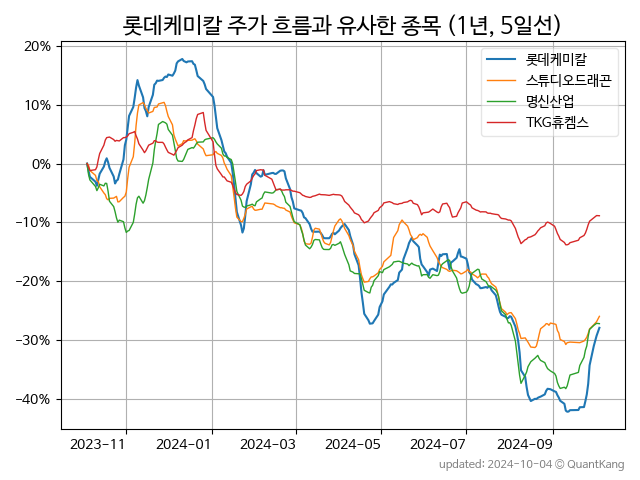 롯데케미칼 주가 흐름과 유사한 종목 (1년, 5일선)
롯데케미칼
스튜디오드래곤
명신산업
TKG휴켐스
20%
10%
0%
−10%
−20%
−30%
−40%
2023−11
2024−01
2024−03
2024−05
2024−07
2024−09
updated: 2024-10-04 © QuantKang